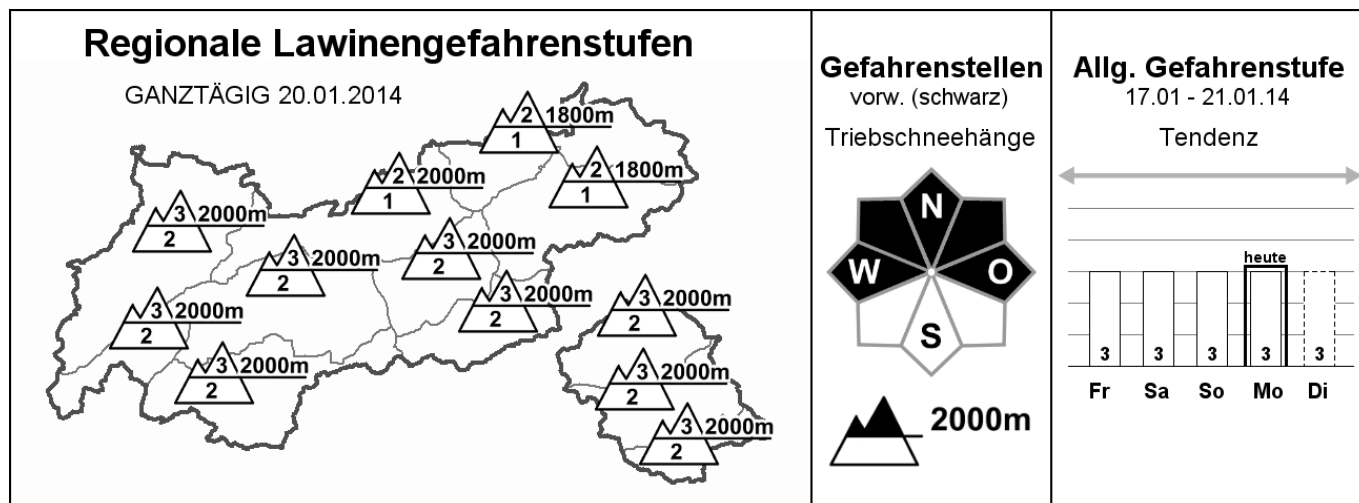 Regionale Lawinengefahrenstufen
GANZTÄGIG 20.01.2014
2 1800m
1
2 1800m
1
2 2000m
1
3 2000m
2
3 2000m
2
3 2000m
2
3 2000m
2
3 2000m
2
3 2000m
2
3 2000m
2
3 2000m
2
3 2000m
2
Gefahrenstellen
vorw. (schwarz)
Triebschneehänge
N
W O
S
2000m
Allg. Gefahrenstufe
17.01 - 21.01.14
Tendenz
heute
3 3 3 3 3
Fr Sa So Mo Di